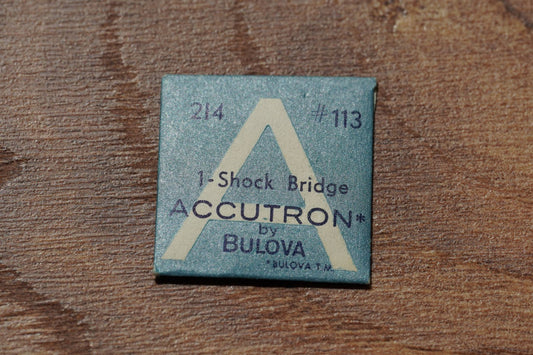 214 #113
1-Shock Bridge
ACCUTRON*
by
BULOVA
*BULOVA T.M.